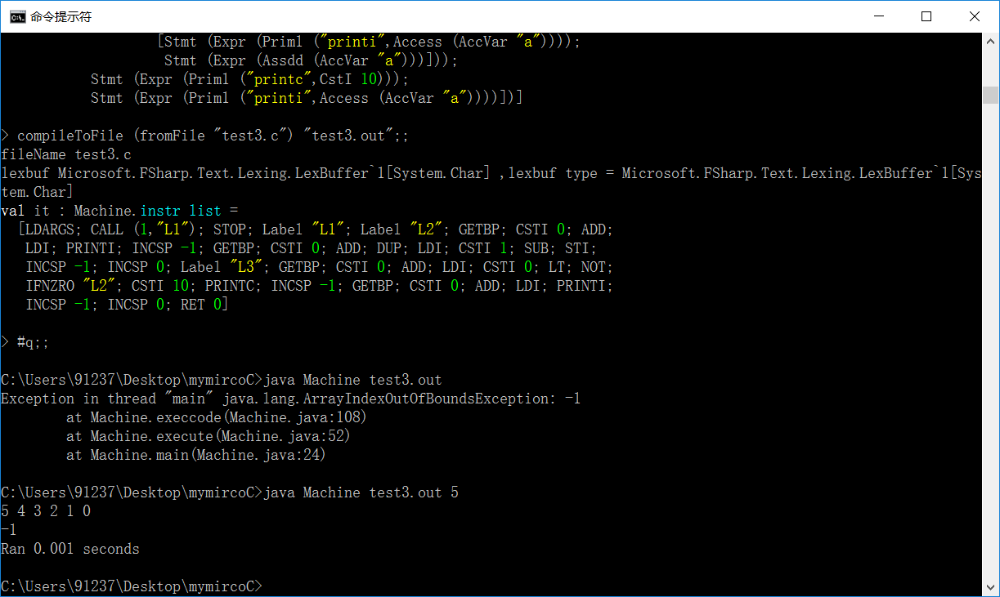 命令提示符
[Stmt (Expr (Prim1 ("printi",Access (AccVar "a"))));
Stmt (Expr (Assdd (AccVar "a")))]));
Stmt (Expr (Prim1 ("printc",CstI 10)));
Stmt (Expr (Prim1 ("printi",Access (AccVar "a"))))])]
> compileToFile (fromFile "test3.c") "test3.out";;
fileName test3.c
lexbuf Microsoft.FSharp.Text.Lexing.LexBuffer`1[System.Char] ,lexbuf type = Microsoft.FSharp.Text.Lexing.LexBuffer`1[Sys
tem.Char]
val it : Machine.instr list =
[LDARGS; CALL (1,"L1"); STOP; Label "L1"; Label "L2"; GETBP; CSTI 0; ADD;
LDI; PRINTI; INCSP -1; GETBP; CSTI 0; ADD; DUP; LDI; CSTI 1; SUB; STI;
INCSP -1; INCSP 0; Label "L3"; GETBP; CSTI 0; ADD; LDI; CSTI 0; LT; NOT;
IFNZRO "L2"; CSTI 10; PRINTC; INCSP -1; GETBP; CSTI 0; ADD; LDI; PRINTI;
INCSP -1; INCSP 0; RET 0]
> #q;;
C:\Users\91237\Desktop\mymircoC>java Machine test3.out
Exception in thread "main" java.lang.ArrayIndexOutOfBoundsException: -1
at Machine.execcode(Machine.java:108)
at Machine.execute(Machine.java:52)
at Machine.main(Machine.java:24)
C:\Users\91237\Desktop\mymircoC>java Machine test3.out 5
5 4 3 2 1 0
-1
Ran 0.001 seconds
C:\Users\91237\Desktop\mymircoC>